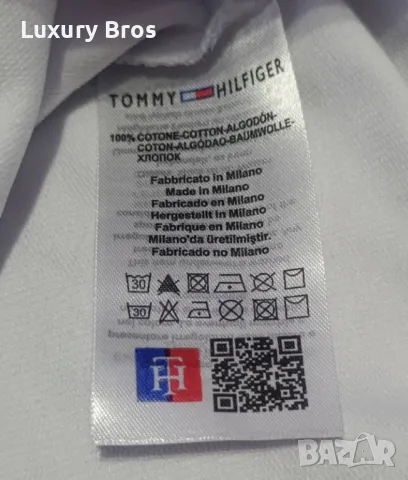 Luxury Bros
TOMMY HILFIGER
100% COTONE-COTTON-ALGODÓN-
COTON-ALGODAO-BAUMWOLLE-
ХЛОПОК
Fabbricato in Milano
Made in Milano
Fabricado en Milano
Hergestellt in Milano
Fabrique en Milano
Milano'da üretilmiştir.
Fabricado no Milano
30
30
TH
BAZAR